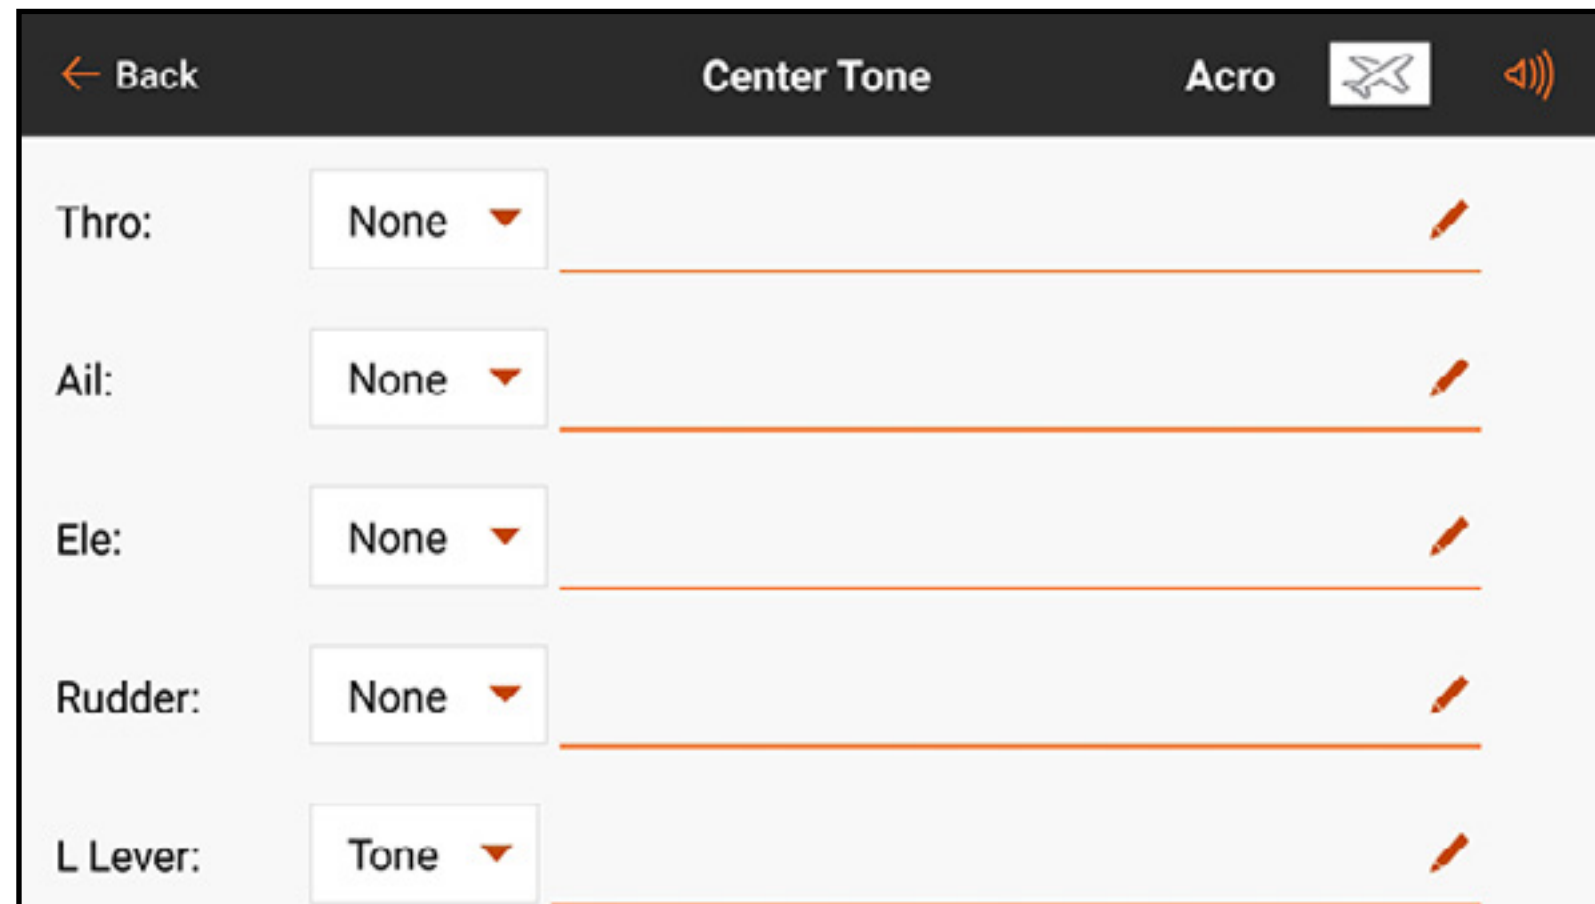 Back Center Tone Acro
Thro: None
Ail: None
Ele: None
Rudder: None
L Lever: Tone